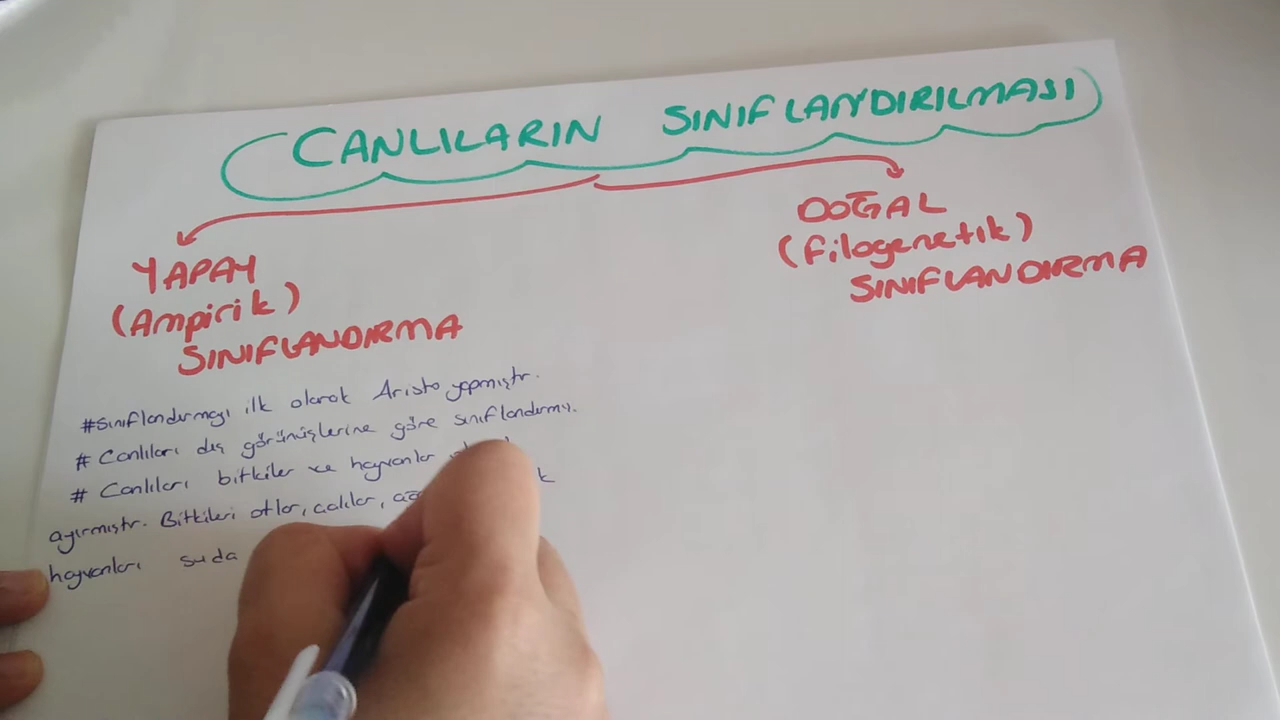 CANLILARIN SINIFLANDIRILMASI
YAPAY
(Ampirik)
SINIFLANDIRMA
DOĞAL
(filogenetik)
SINIFLANDIRMA
#Sınıflandırmayı ilk olarak Aristo yapmıştır.
# Canlıları dış görünüşlerine göre sınıflandırmış.
# Canlıları bitkiler ve hayvanlar
ayırmıştır. Bitkileri otlar, çalılar,
hayvanları suda